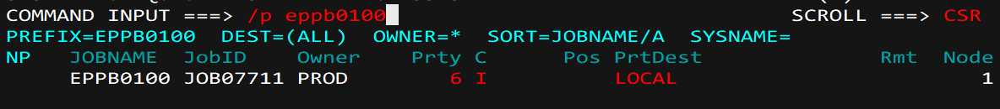 COMMAND INPUT ===> /p eppb0100 SCROLL ===> CSR
PREFIX=EPPB0100 DEST=(ALL) OWNER=* SORT=JOBNAME/A SYSNAME=
NP JOBNAME JobID Owner Prty C Pos PrtDest Rmt Node
EPPB0100 JOB07711 PROD 6 I LOCAL 1